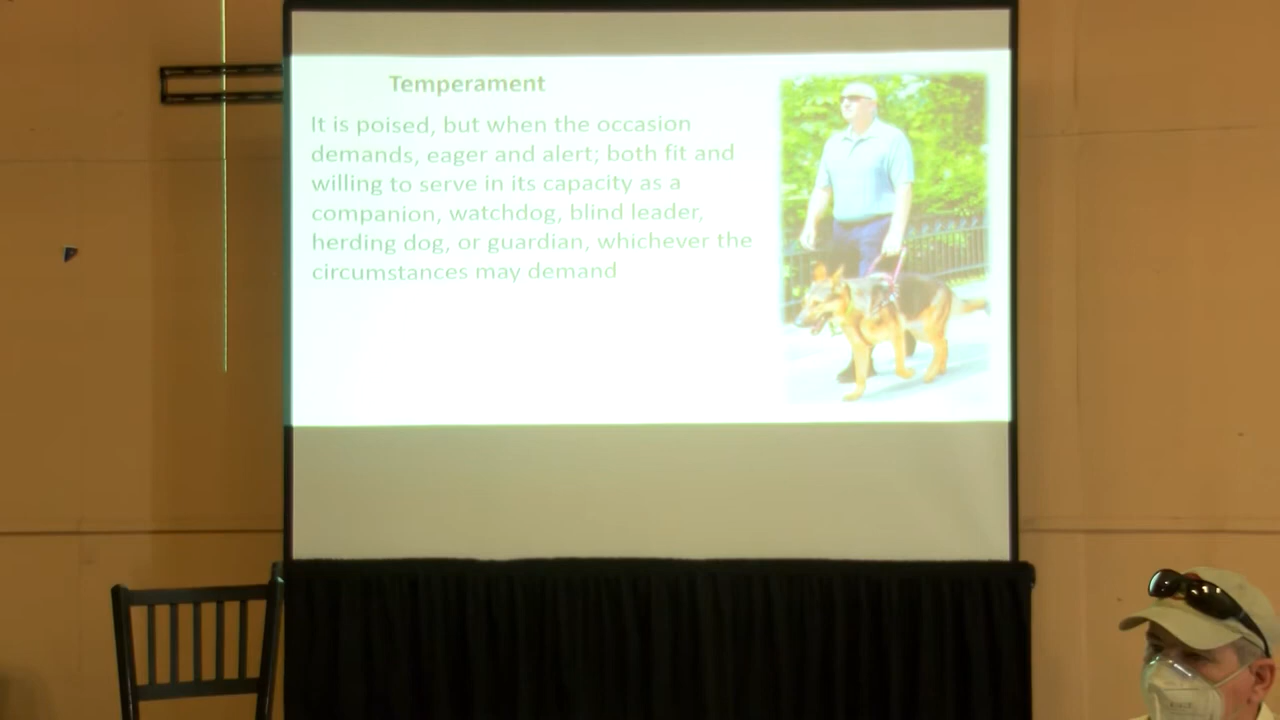 Temperament
It is poised, but when the occasion
demands, eager and alert; both fit and
willing to serve in its capacity as a
companion, watchdog, blind leader,
herding dog, or guardian, whichever the
circumstances may demand